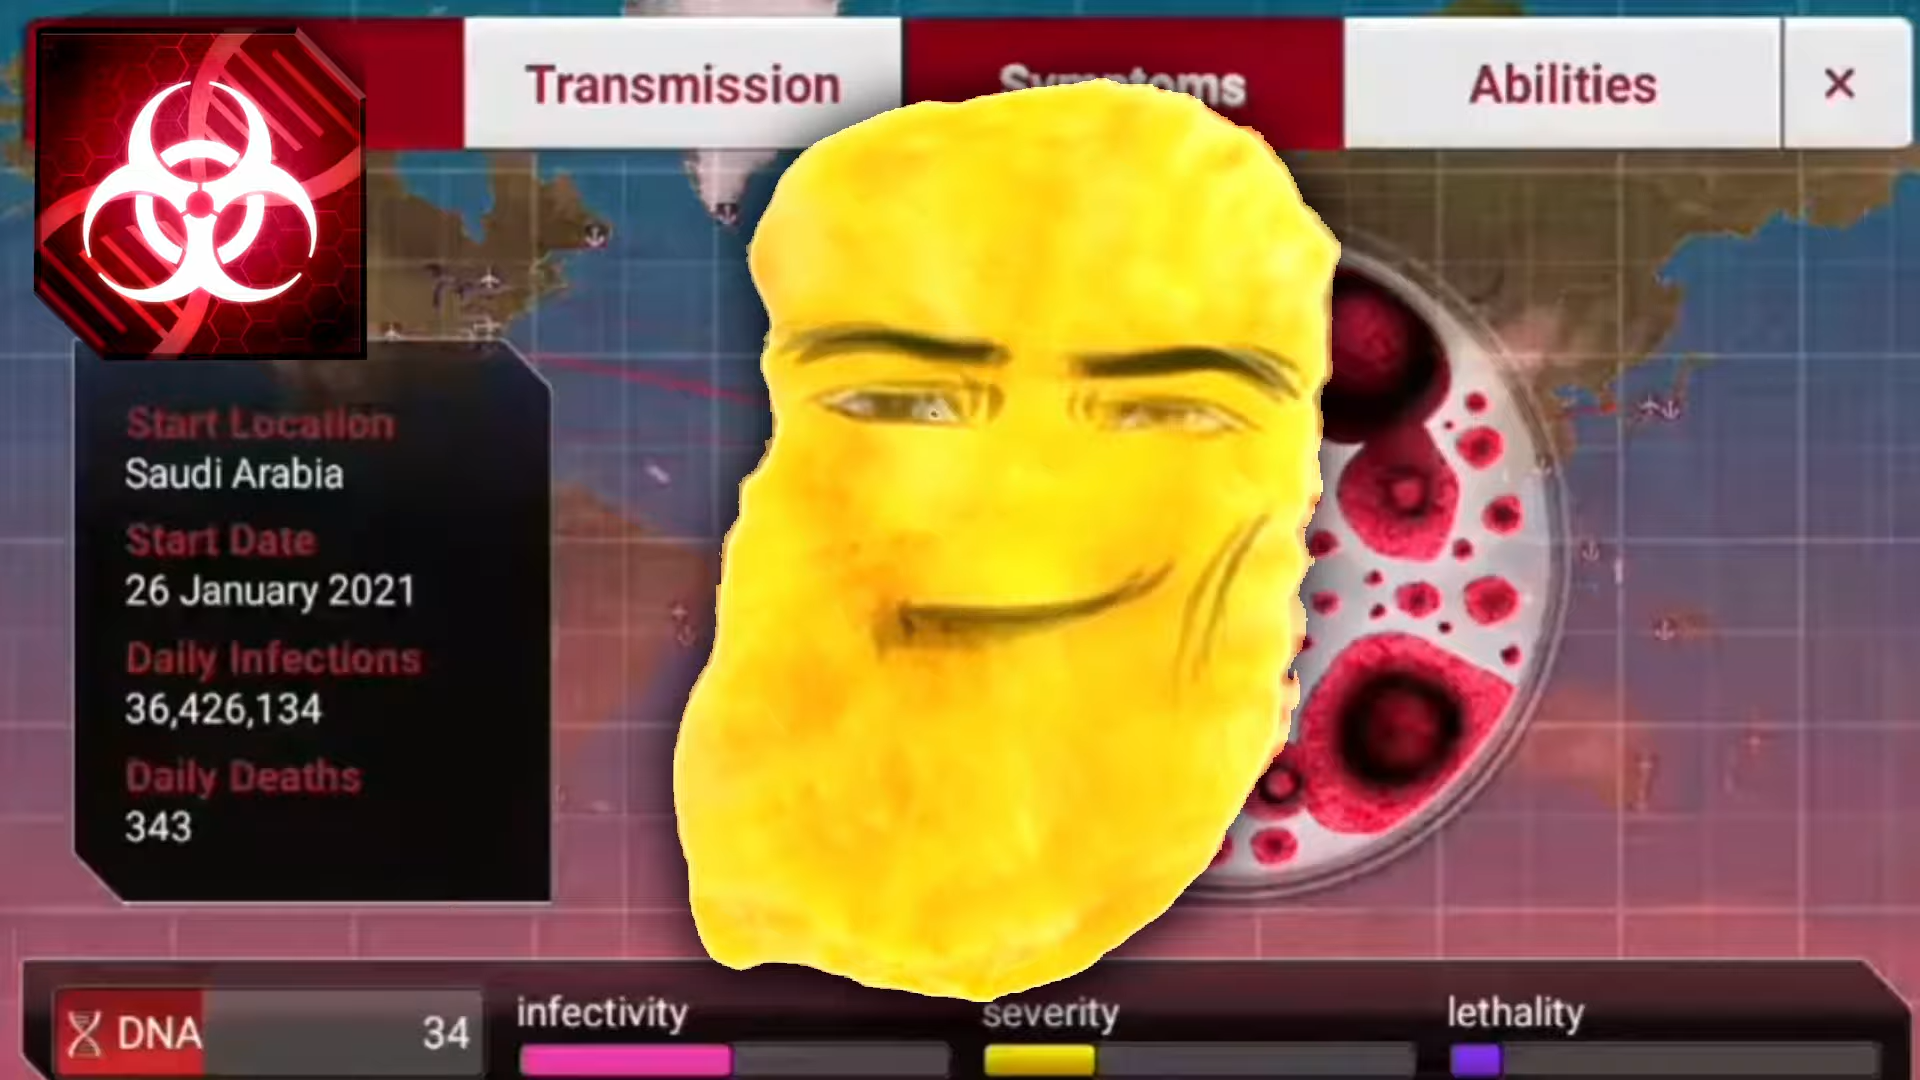 Transmission
Symptoms
Abilities
×
Start Location
Saudi Arabia
Start Date
26 January 2021
Daily Infections
36,426,134
Daily Deaths
343
DNA
34
infectivity
severity
lethality